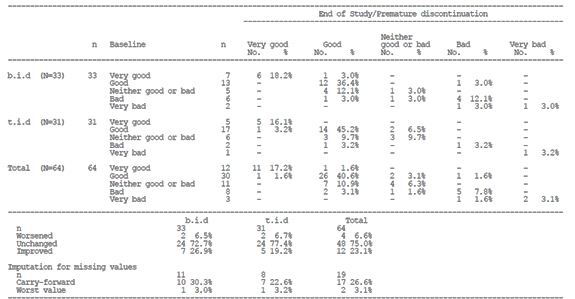 End of Study/Premature discontinuation
Neither
n Baseline n Very good Good good or bad Bad Very bad
No. % No. % No. % No. % No. %
b.i.d (N=33) 33 Very good 7 6 18.2% 1 3.0% - - -
Good 13 - 12 36.4% - 1 3.0% -
Neither good or bad 5 - 4 12.1% 1 3.0% - -
Bad 6 - 1 3.0% 1 3.0% 4 12.1% -
Very bad 2 - - - 1 3.0% 1 3.0%
t.i.d (N=31) 31 Very good 5 5 16.1% - - - -
Good 17 1 3.2% 14 45.2% 2 6.5% - -
Neither good or bad 6 - 3 9.7% 3 9.7% - -
Bad 2 - 1 3.2% - 1 3.2% -
Very bad 1 - - - - 1 3.2%
Total (N=64) 64 Very good 12 11 17.2% 1 1.6% - - -
Good 30 1 1.6% 26 40.6% 2 3.1% 1 1.6% -
Neither good or bad 11 - 7 10.9% 4 6.3% - -
Bad 8 - 2 3.1% 1 1.6% 5 7.8% -
Very bad 3 - - - 1 1.6% 2 3.1%
b.i.d t.i.d Total
n 33 31 64
Worsened 2 6.5% 2 6.7% 4 6.6%
Unchanged 24 72.7% 24 77.4% 48 75.0%
Improved 7 26.9% 5 19.2% 12 23.1%
Imputation for missing values
n 11 8 19
Carry-forward 10 30.3% 7 22.6% 17 26.6%
Worst value 1 3.0% 1 3.2% 2 3.1%